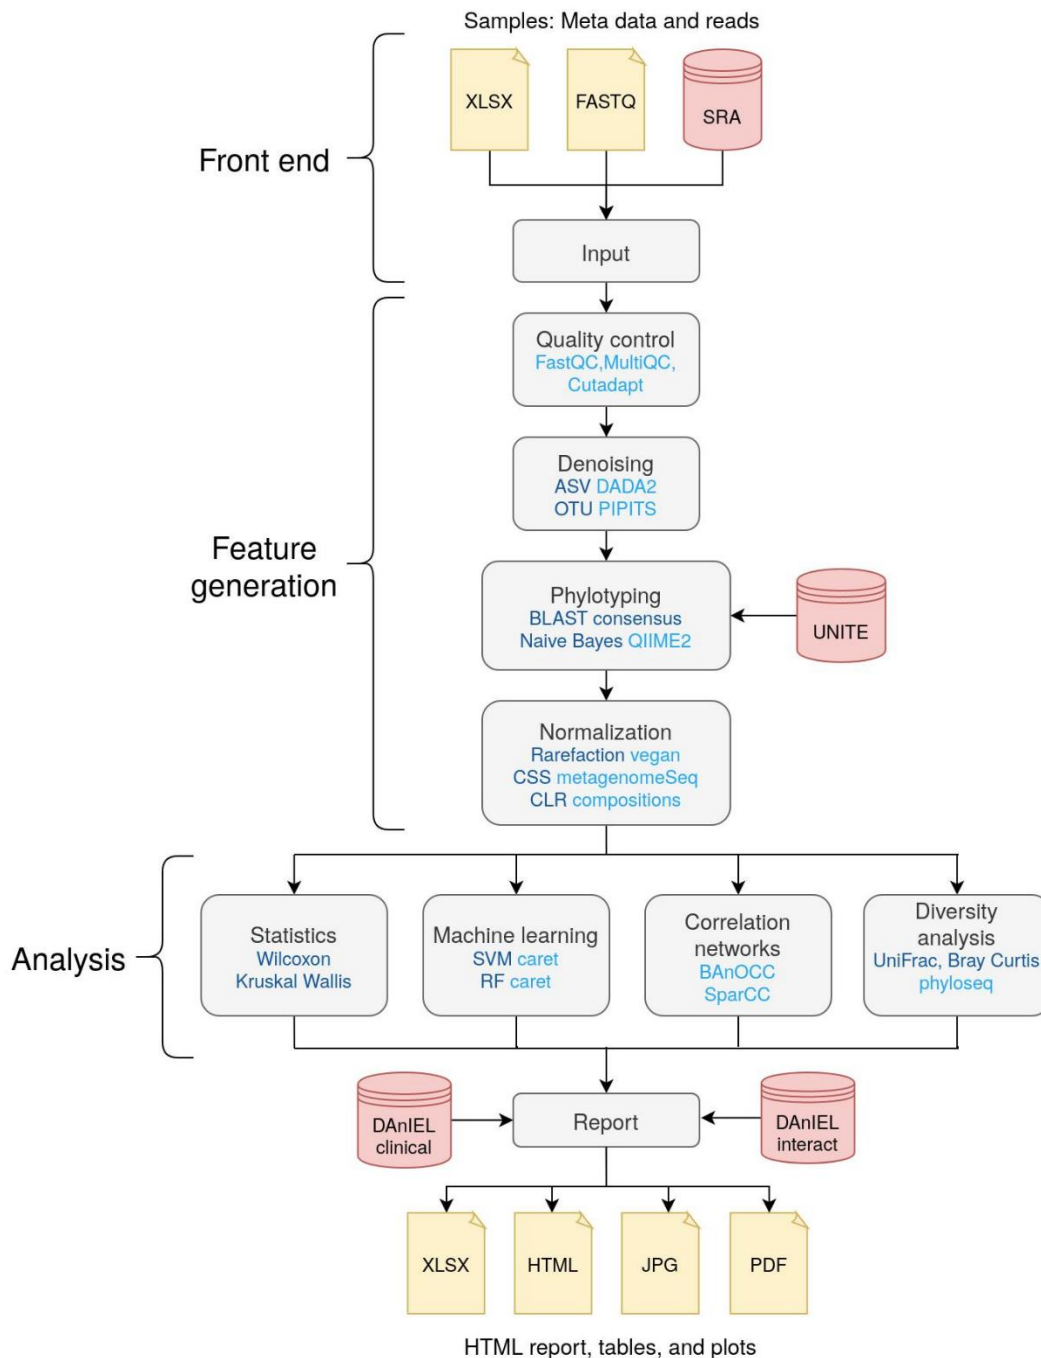 Samples: Meta data and reads
XLSX
FASTQ
SRA
Front end
Input
Quality control
FastQC,MultiQC,
Cutadapt
Denoising
ASV DADA2
OTU PIPITS
Feature
generation
Phylotyping
BLAST consensus
Naive Bayes QIIME2
UNITE
Normalization
Rarefaction vegan
CSS metagenomeSeq
CLR compositions
Analysis
Statistics
Wilcoxon
Kruskal Wallis
Machine learning
SVM caret
RF caret
Correlation
networks
BAnOCC
SparCC
Diversity
analysis
UniFrac, Bray Curtis
phyloseq
DAnIEL
clinical
Report
DAnIEL
interact
XLSX
HTML
JPG
PDF
HTML report, tables, and plots